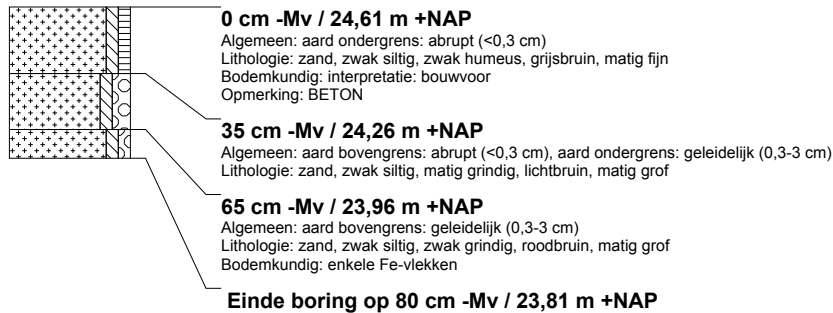 0 cm -Mv / 24,61 m +NAP
Algemeen: aard ondergrens: abrupt (<0,3 cm)
Lithologie: zand, zwak siltig, zwak humeus, grijsbruin, matig fijn
Bodemkundig: interpretatie: bouwvoor
Opmerking: BETON
35 cm -Mv / 24,26 m +NAP
Algemeen: aard bovengrens: abrupt (<0,3 cm), aard ondergrens: geleidelijk (0,3-3 cm)
Lithologie: zand, zwak siltig, matig grindig, lichtbruin, matig grof
65 cm -Mv / 23,96 m +NAP
Algemeen: aard bovengrens: geleidelijk (0,3-3 cm)
Lithologie: zand, zwak siltig, zwak grindig, roodbruin, matig grof
Bodemkundig: enkele Fe-vlekken
Einde boring op 80 cm -Mv / 23,81 m +NAP